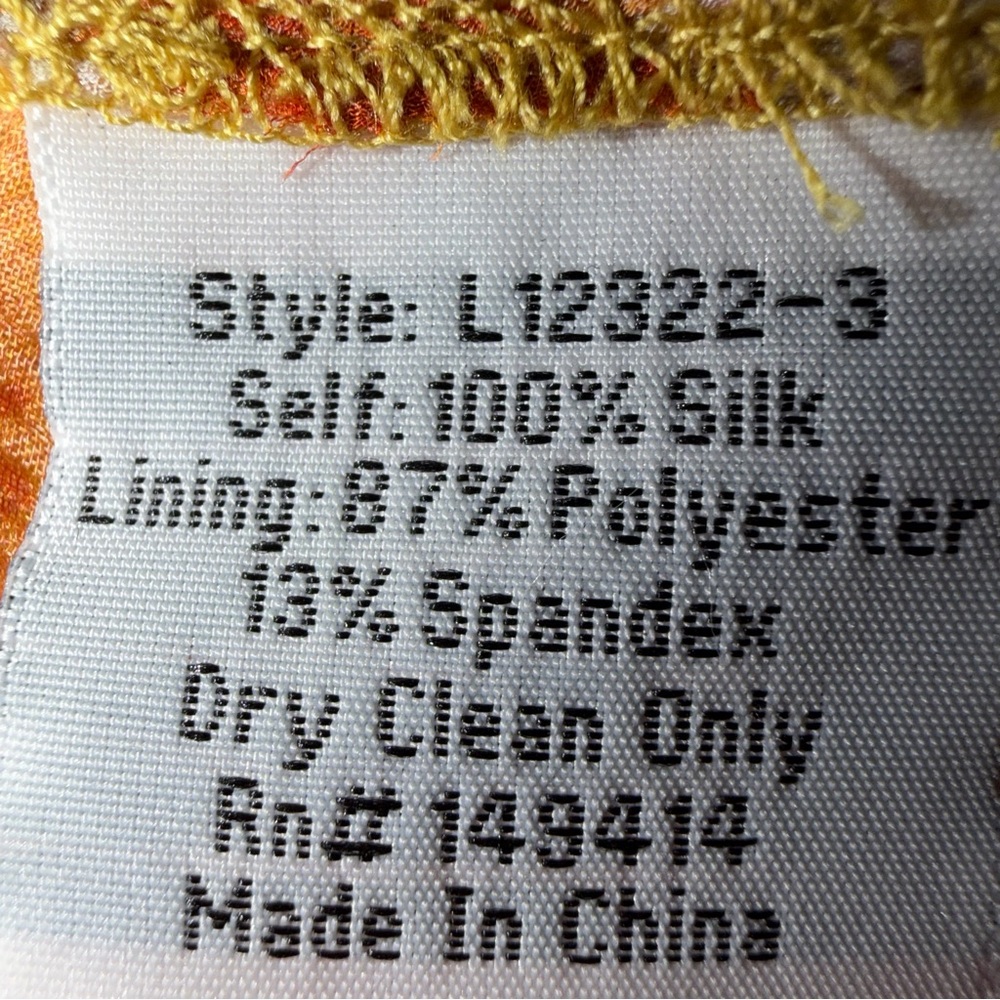 Style: L12322-3
Self: 100% Silk
Lining: 87% Polyester
13% Spandex
Dry Clean Only
Rn# 149414
Made In China